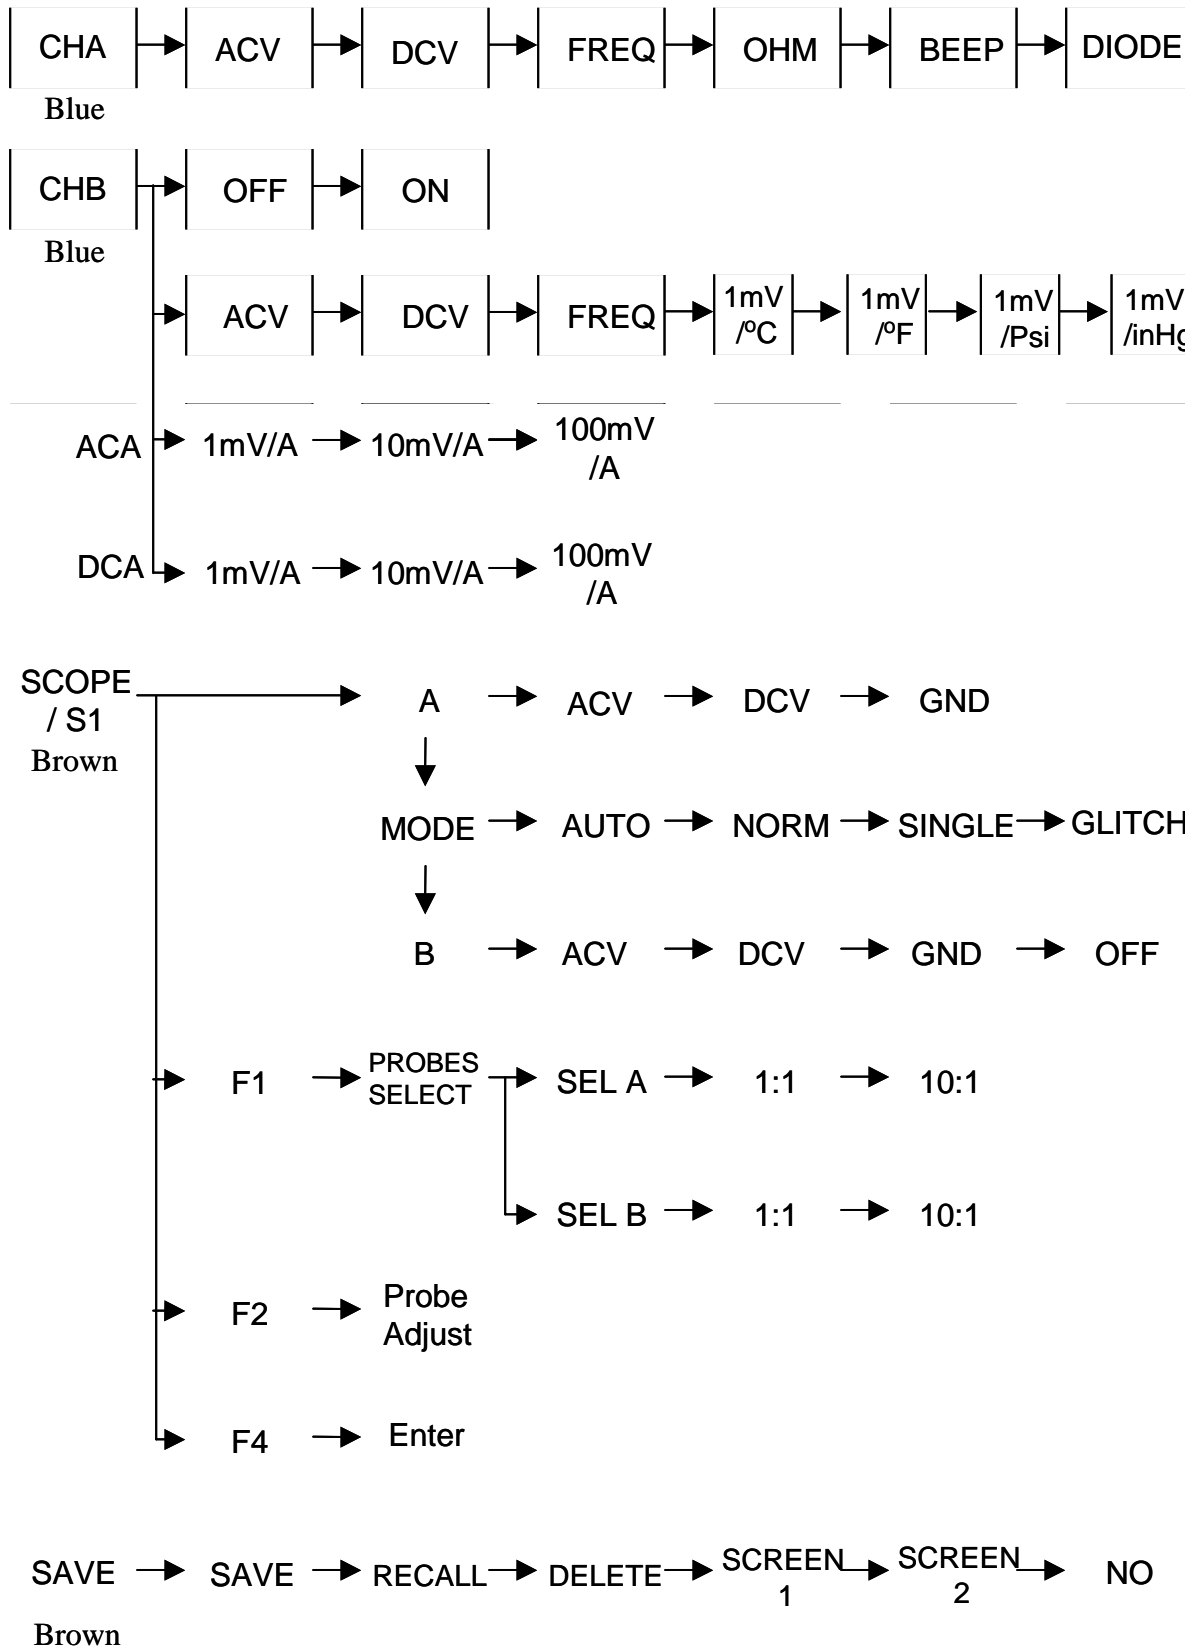 CHA ACV DCV FREQ OHM BEEP DIODE
Blue
CHB OFF ON
Blue
ACV DCV FREQ 1mV 1mV 1mV 1mV
/ºC /ºF /Psi /inHg
ACA 1mV/A 10mV/A 100mV
/A
DCA 1mV/A 10mV/A 100mV
/A
SCOPE
/ S1
Brown
A ACV DCV GND
MODE AUTO NORM SINGLE GLITCH
B ACV DCV GND OFF
F1 PROBES
SELECT
SEL A 1:1 10:1
SEL B 1:1 10:1
F2 Probe
Adjust
F4 Enter
SAVE SAVE RECALL DELETE SCREEN
1
SCREEN
2
NO
Brown